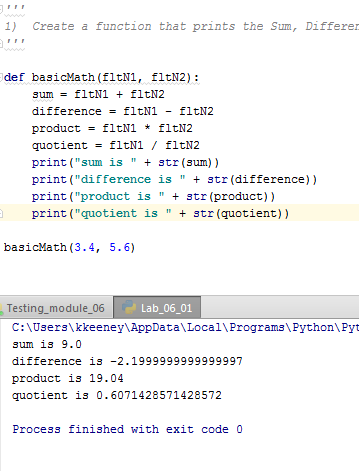 '''
1)  Create a function that prints the Sum, Differen
'''
def basicMath(fltN1, fltN2):
    sum = fltN1 + fltN2
    difference = fltN1 - fltN2
    product = fltN1 * fltN2
    quotient = fltN1 / fltN2
    print("sum is " + str(sum))
    print("difference is " + str(difference))
    print("product is " + str(product))
    print("quotient is " + str(quotient))
basicMath(3.4, 5.6)
Testing_module_06 Lab_06_01
C:\Users\kkeeney\AppData\Local\Programs\Python\Pyt
sum is 9.0
difference is -2.1999999999999997
product is 19.04
quotient is 0.6071428571428572
Process finished with exit code 0